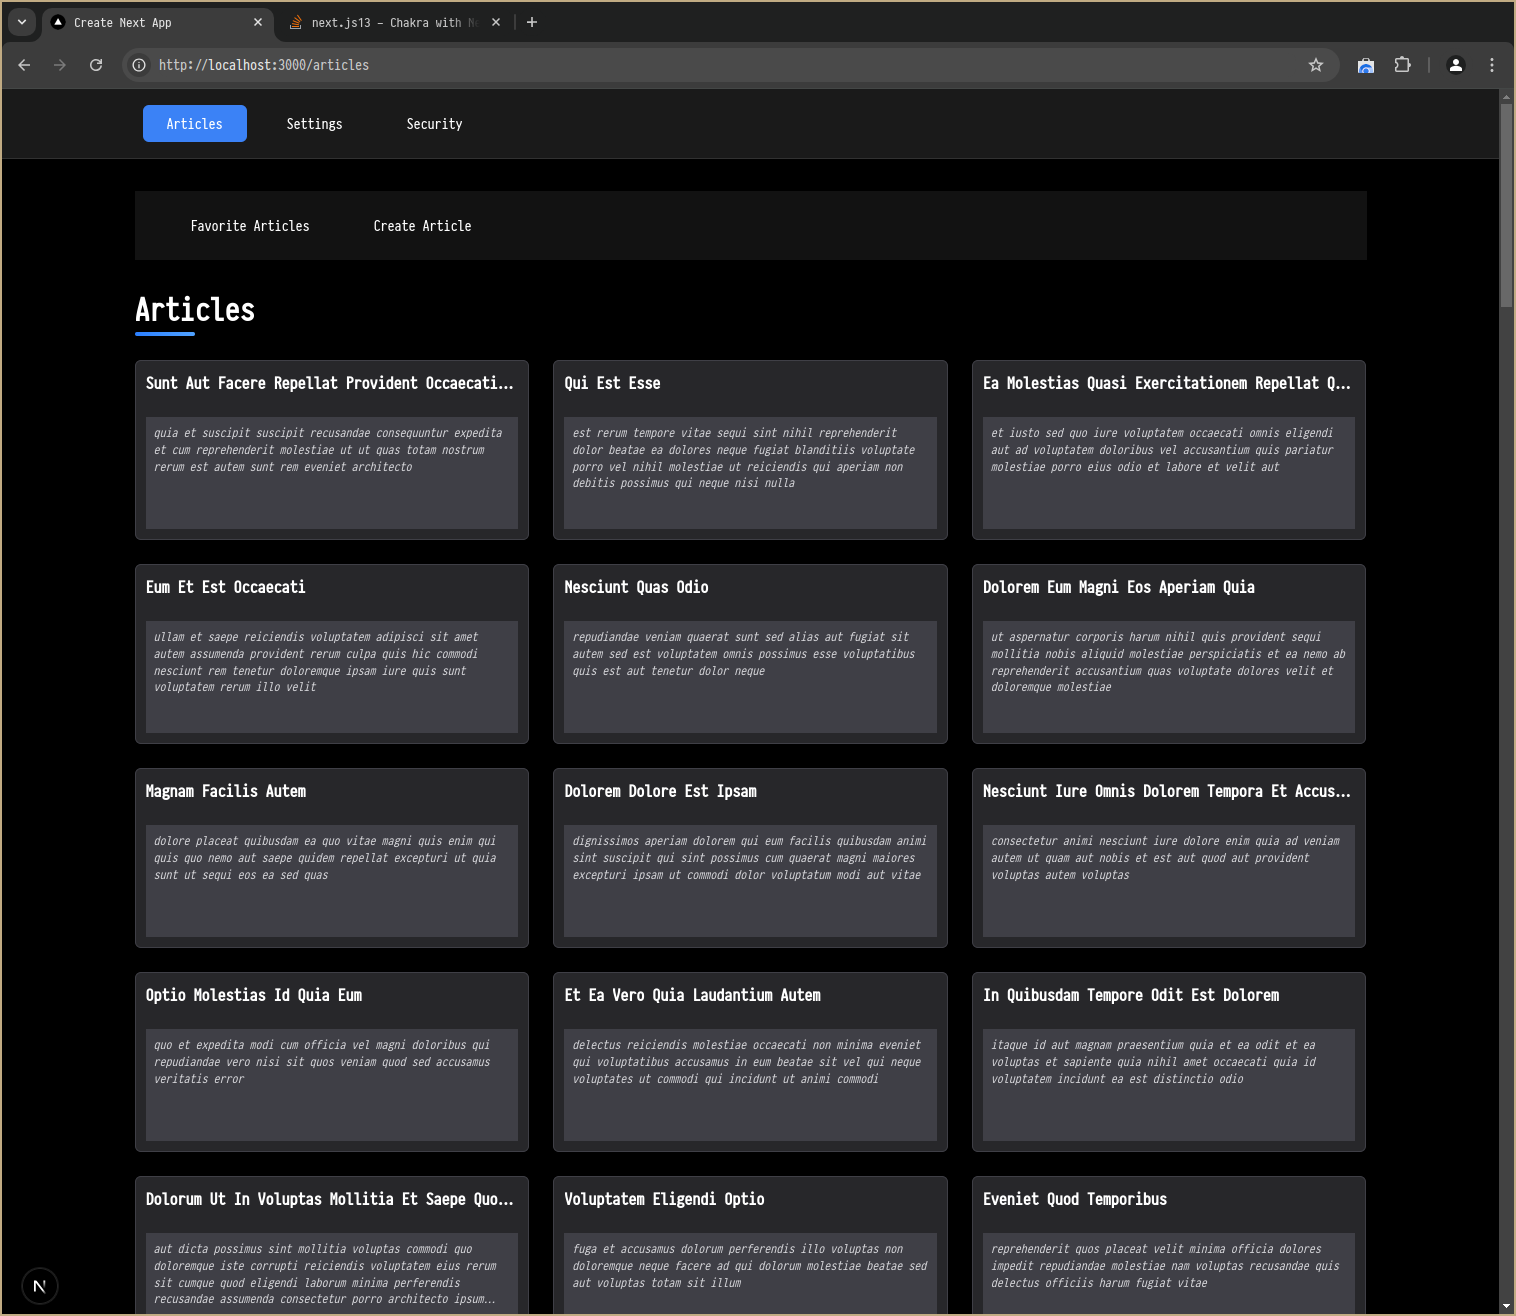 Create Next App
next.js13 - Chakra with N
http://localhost:3000/articles
Articles Settings Security
Favorite Articles Create Article
Articles
Sunt Aut Facere Repellat Provident Occaecati...
quia et suscipit suscipit recusandae consequuntur expedita
et cum reprehenderit molestiae ut ut quas totam nostrum
rerum est autem sunt rem eveniet architecto
Qui Est Esse
est rerum tempore vitae sequi sint nihil reprehenderit
dolor beatae ea dolores neque fugiat blanditiis voluptate
porro vel nihil molestiae ut reiciendis qui aperiam non
debitis possimus qui neque nisi nulla
Ea Molestias Quasi Exercitationem Repellat Q...
et iusto sed quo iure voluptatem occaecati omnis eligendi
aut ad voluptatem doloribus vel accusantium quis pariatur
molestiae porro eius odio et labore et velit aut
Eum Et Est Occaecati
ullam et saepe reiciendis voluptatem adipisci sit amet
autem assumenda provident rerum culpa quis hic commodi
nesciunt rem tenetur doloremque ipsam iure quis sunt
voluptatem rerum illo velit
Nesciunt Quas Odio
repudiandae veniam quaerat sunt sed alias aut fugiat sit
autem sed est voluptatem omnis possimus esse voluptatibus
quis est aut tenetur dolor neque
Dolorem Eum Magni Eos Aperiam Quia
ut aspernatur corporis harum nihil quis provident sequi
mollitia nobis aliquid molestiae perspiciatis et ea nemo ab
reprehenderit accusantium quas voluptate dolores velit et
doloremque molestiae
Magnam Facilis Autem
dolore placeat quibusdam ea quo vitae magni quis enim qui
quis quo nemo aut saepe quidem repellat excepturi ut quia
sunt ut sequi eos ea sed quas
Dolorem Dolore Est Ipsam
dignissimos aperiam dolorem qui eum facilis quibusdam animi
sint suscipit qui sint possimus cum quaerat magni maiores
excepturi ipsam ut commodi dolor voluptatum modi aut vitae
Nesciunt Iure Omnis Dolorem Tempora Et Accus...
consectetur animi nesciunt iure dolore enim quia ad veniam
autem ut quam aut nobis et est aut quod aut provident
voluptas autem voluptas
Optio Molestias Id Quia Eum
quo et expedita modi cum officia vel magni doloribus qui
repudiandae vero nisi sit quos veniam quod sed accusamus
veritatis error
Et Ea Vero Quia Laudantium Autem
delectus reiciendis molestiae occaecati non minima eveniet
qui voluptatibus accusamus in eum beatae sit vel qui neque
voluptates ut commodi qui incidunt ut animi commodi
In Quibusdam Tempore Odit Est Dolorem
itaque id aut magnam praesentium quia et ea odit et ea
voluptas et sapiente quia nihil amet occaecati quia id
voluptatem incidunt ea est distinctio odio
Dolorum Ut In Voluptas Mollitia Et Saepe Quo...
aut dicta possimus sint mollitia voluptas commodi quo
doloremque iste corrupti reiciendis voluptatem eius rerum
sit cumque quod eligendi laborum minima perferendis
recusandae assumenda consectetur porro architecto ipsum...
Voluptatem Eligendi Optio
fuga et accusamus dolorum perferendis illo voluptas non
doloremque neque facere ad qui dolorum molestiae beatae sed
aut voluptas totam sit illum
Eveniet Quod Temporibus
reprehenderit quos placeat velit minima officia dolores
impedit repudiandae molestiae nam voluptas recusandae quis
delectus officiis harum fugiat vitae
N